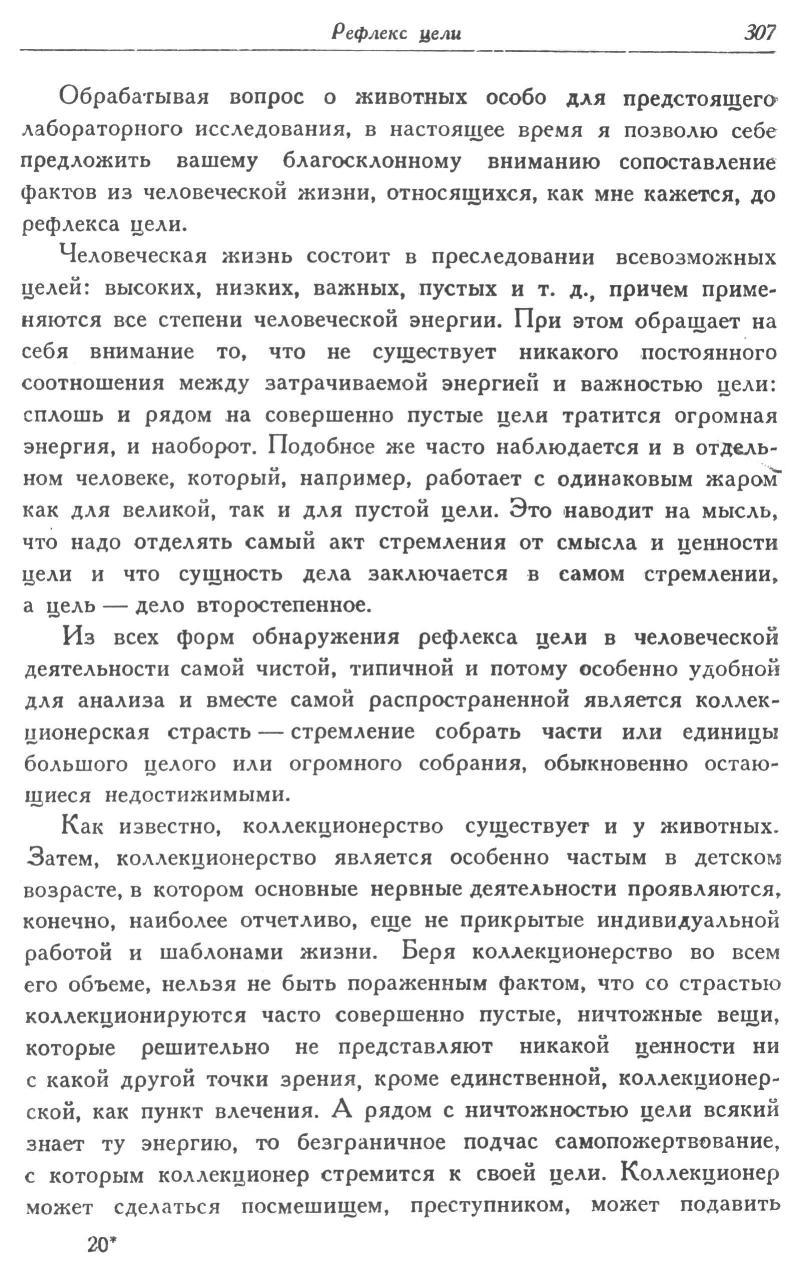 Рефлекс цели 307
Обрабатывая вопрос о животных особо для предстоящего
лабораторного исследования, в настоящее время я позволю себе
предложить вашему благосклонному вниманию сопоставление
фактов из человеческой жизни, относящихся, как мне кажется, до
рефлекса цели.
Человеческая жизнь состоит в преследовании всевозможных
целей: высоких, низких, важных, пустых и т. д., причем приме-
няются все степени человеческой энергии. При этом обращает на
себя внимание то, что не существует никакого постоянного
соотношения между затрачиваемой энергией и важностью цели:
сплошь и рядом на совершенно пустые цели тратится огромная
энергия, и наоборот. Подобное же часто наблюдается и в отдель-
ном человеке, который, например, работает с одинаковым жаром
как для великой, так и для пустой цели. Это наводит на мысль,
что надо отделять самый акт стремления от смысла и ценности
цели и что сущность дела заключается в самом стремлении,
а цель — дело второстепенное.
Из всех форм обнаружения рефлекса цели в человеческой
деятельности самой чистой, типичной и потому особенно удобной
для анализа и вместе самой распространенной является коллек-
ционерская страсть — стремление собрать части или единицы
большого целого или огромного собрания, обыкновенно остаю-
щиеся недостижимыми.
Как известно, коллекционерство существует и у животных.
Затем, коллекционерство является особенно частым в детском
возрасте, в котором основные нервные деятельности проявляются,
конечно, наиболее отчетливо, еще не прикрытые индивидуальной
работой и шаблонами жизни. Беря коллекционерство во всем
его объеме, нельзя не быть пораженным фактом, что со страстью
коллекционируются часто совершенно пустые, ничтожные вещи,
которые решительно не представляют никакой ценности ни
с какой другой точки зрения, кроме единственной, коллекционер-
ской, как пункт влечения. А рядом с ничтожностью цели всякий
знает ту энергию, то безграничное подчас самопожертвование,
с которым коллекционер стремится к своей цели. Коллекционер
может сделаться посмешищем, преступником, может подавить
20*